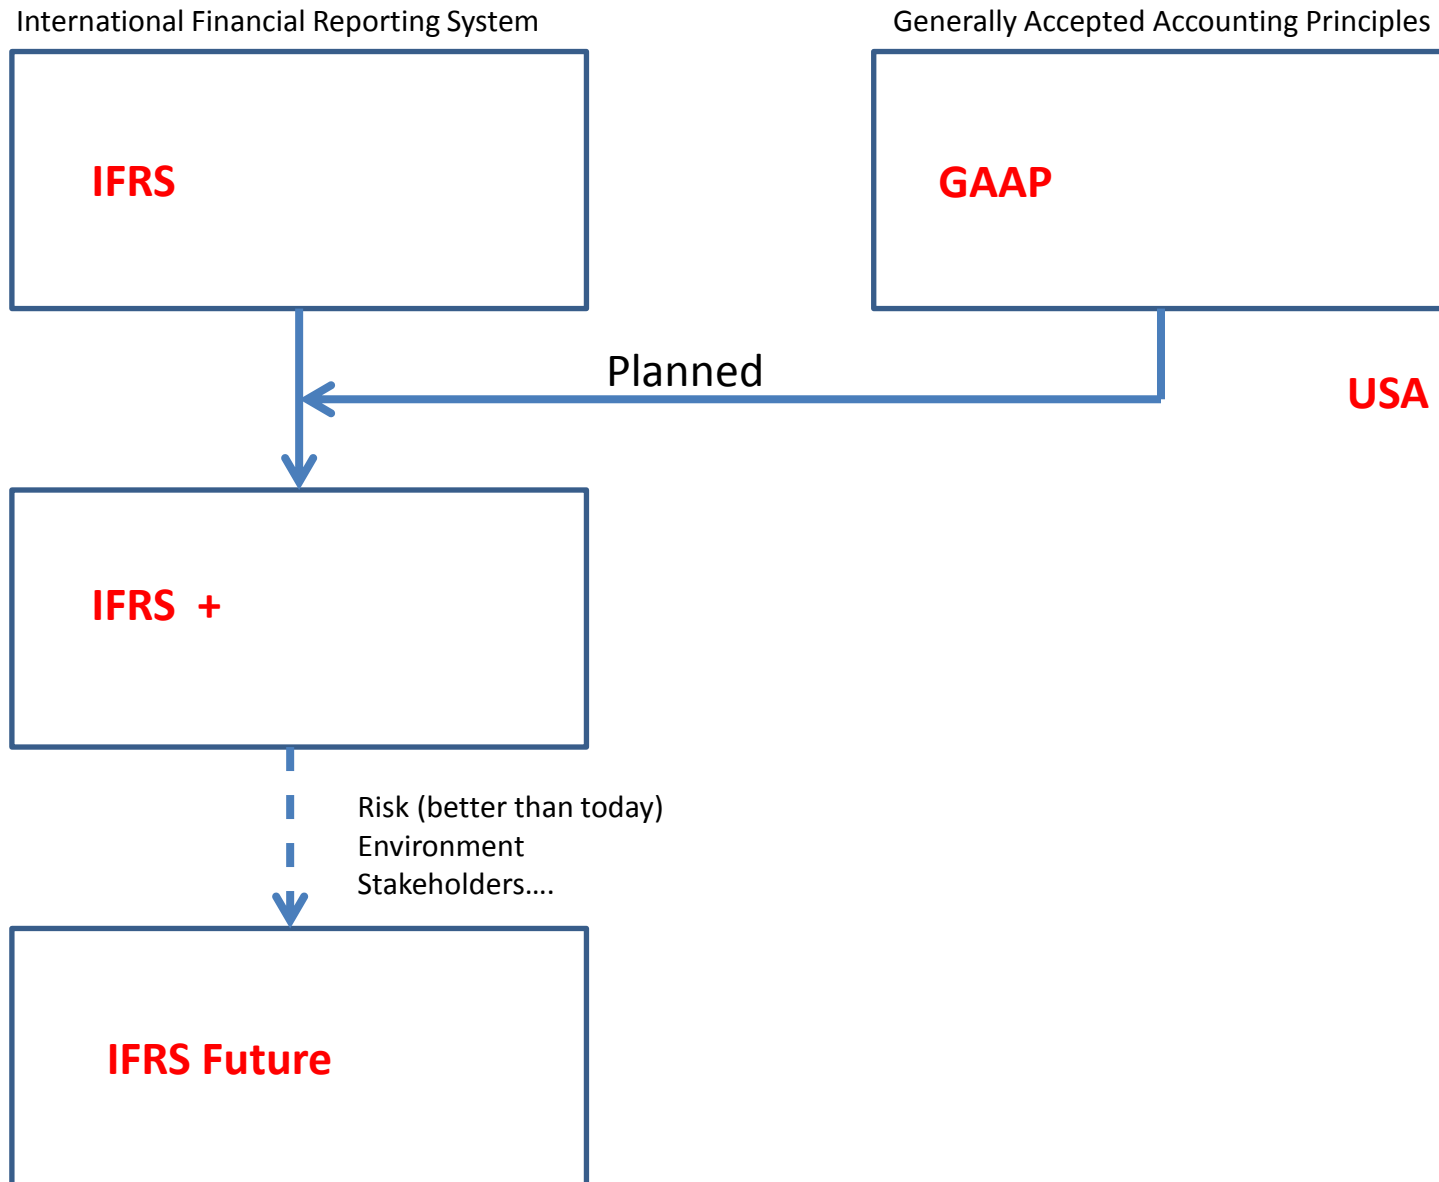 International Financial Reporting System
Generally Accepted Accounting Principles
IFRS
GAAP
Planned
USA
IFRS +
Risk (better than today)
Environment
Stakeholders....
IFRS Future